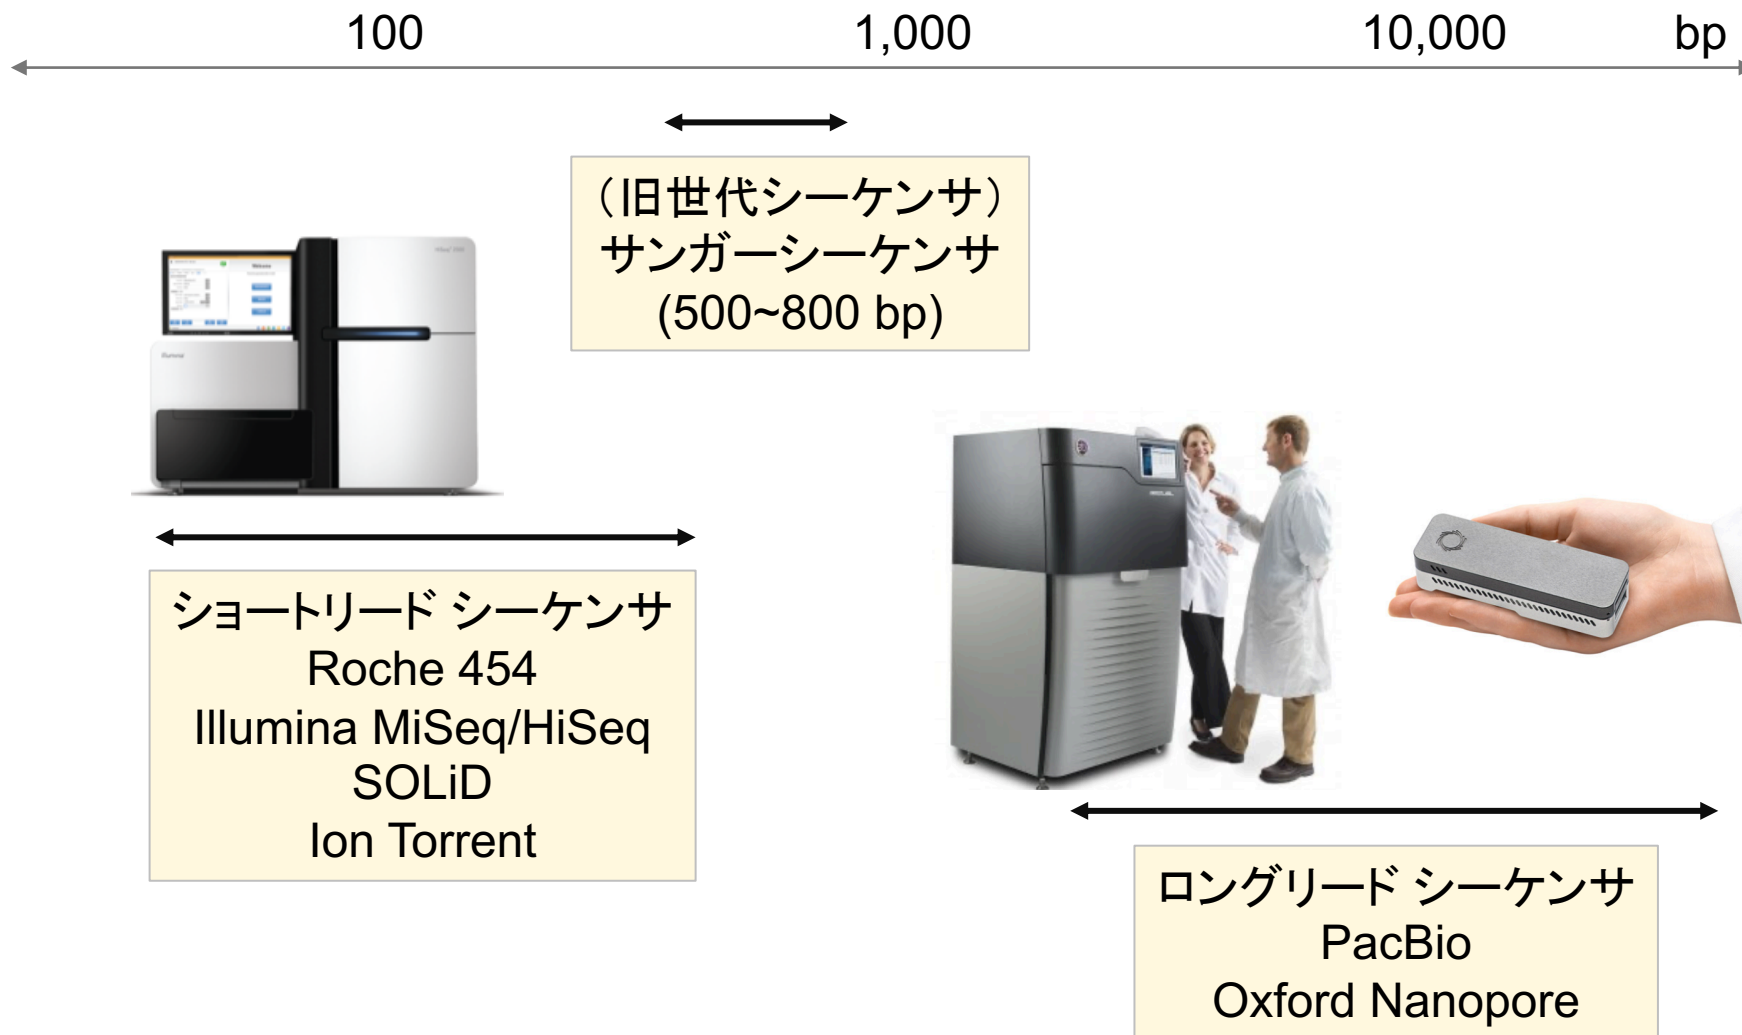 100 1,000 10,000 bp
（旧世代シーケンサ）
サンガーシーケンサ
(500~800 bp)
ショートリード シーケンサ
Roche 454
Illumina MiSeq/HiSeq
SOLiD
Ion Torrent
ロングリード シーケンサ
PacBio
Oxford Nanopore